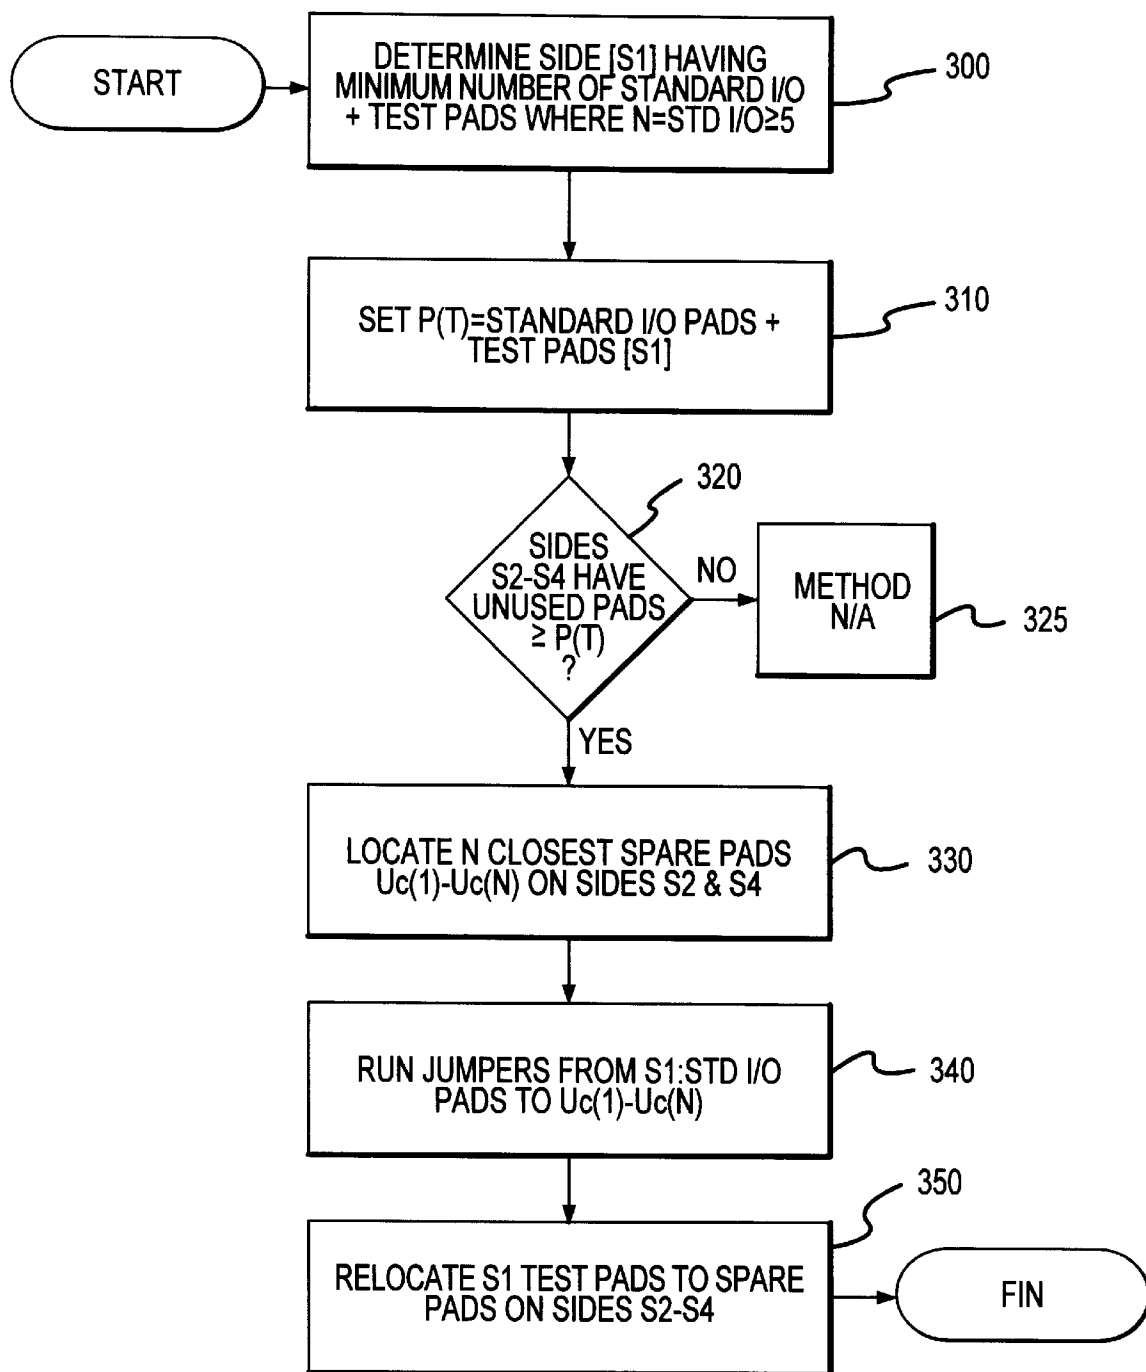 START
DETERMINE SIDE [S1] HAVING
MINIMUM NUMBER OF STANDARD I/O
+ TEST PADS WHERE N=STD I/O≥5
300
SET P(T)=STANDARD I/O PADS +
TEST PADS [S1]
310
320
SIDES
S2-S4 HAVE
UNUSED PADS
≥ P(T)
?
NO
METHOD
N/A
325
YES
LOCATE N CLOSEST SPARE PADS
Uc(1)-Uc(N) ON SIDES S2 & S4
330
RUN JUMPERS FROM S1:STD I/O
PADS TO Uc(1)-Uc(N)
340
350
RELOCATE S1 TEST PADS TO SPARE
PADS ON SIDES S2-S4
FIN